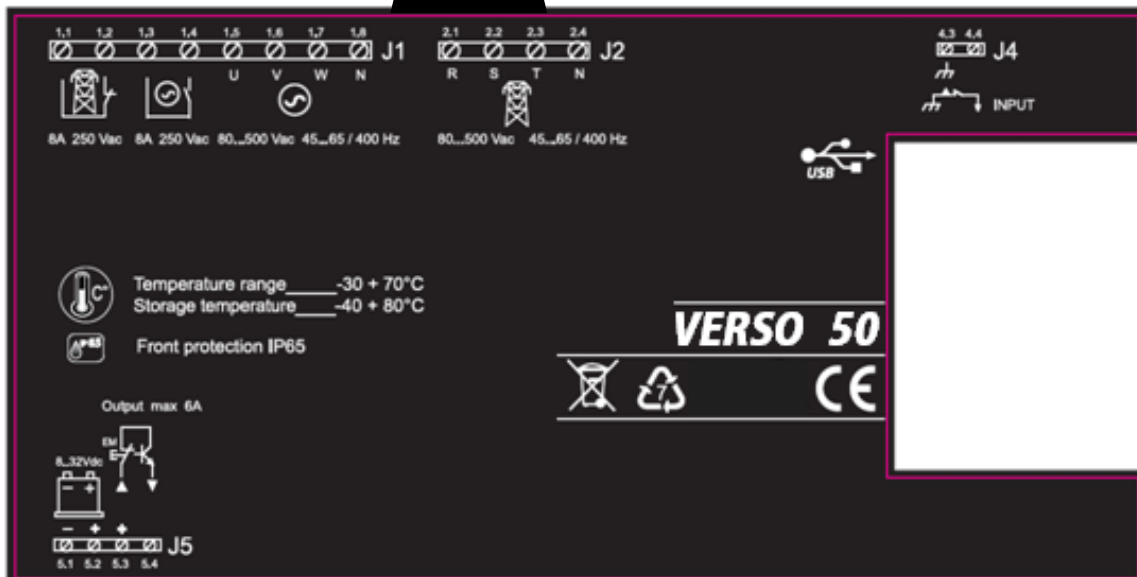 1.1 1.2 1.3 1.4 1.5 1.6 1.7 1.8
J1
U V W N
8A 250 Vac 8A 250 Vac 80...500 Vac 45...65 / 400 Hz
2.1 2.2 2.3 2.4
J2
R S T N
80...500 Vac 45...65 / 400 Hz
4.3 4.4
J4
INPUT
USB
C°
Temperature range_____-30 + 70°C
Storage temperature____-40 + 80°C
IP65
Front protection IP65
VERSO 50
7
CE
Output max 6A
EM
8...32Vdc
- +
- + +
J5
5.1 5.2 5.3 5.4